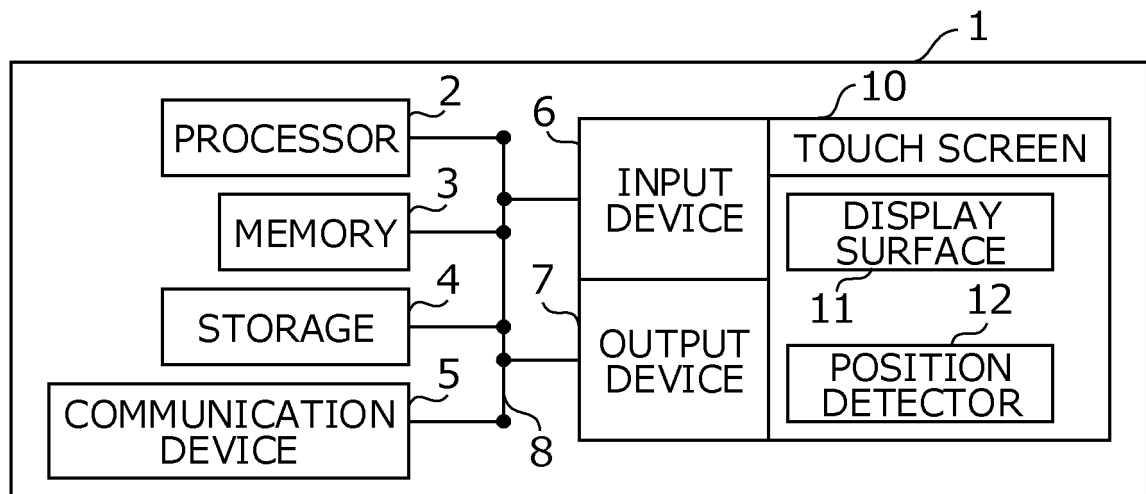 1
2
PROCESSOR
3
MEMORY
4
STORAGE
5
COMMUNICATION
DEVICE
8
6
INPUT
DEVICE
7
OUTPUT
DEVICE
10
TOUCH SCREEN
DISPLAY
SURFACE
11
12
POSITION
DETECTOR